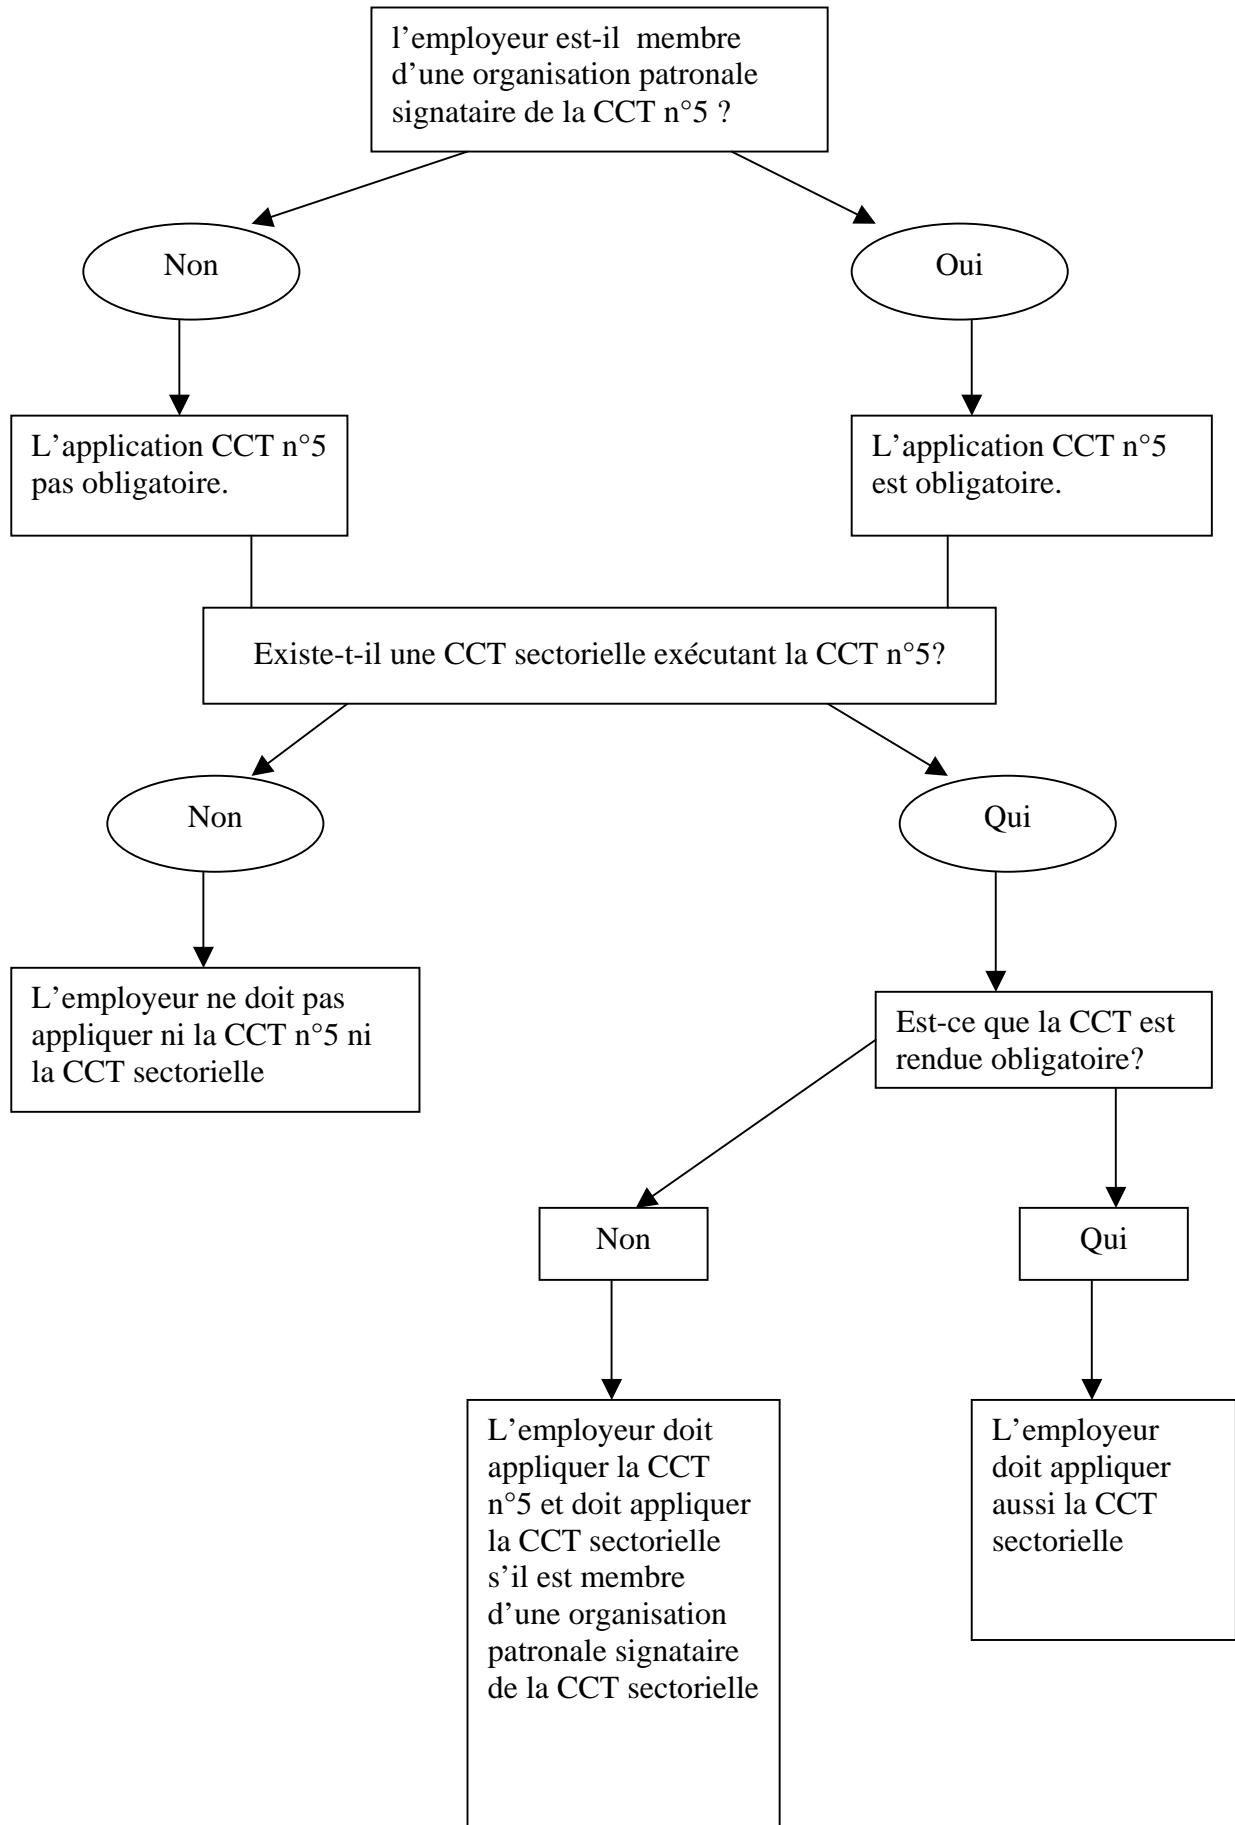 l’employeur est-il  membre
d’une organisation patronale
signataire de la CCT n°5 ?
Non
Oui
L’application CCT n°5
pas obligatoire.
L’application CCT n°5
est obligatoire.
Existe-t-il une CCT sectorielle exécutant la CCT n°5?
Non
Qui
L’employeur ne doit pas
appliquer ni la CCT n°5 ni
la CCT sectorielle
Est-ce que la CCT est
rendue obligatoire?
Non
Qui
L’employeur doit
appliquer la CCT
n°5 et doit appliquer
la CCT sectorielle
s’il est membre
d’une organisation
patronale signataire
de la CCT sectorielle
L’employeur
doit appliquer
aussi la CCT
sectorielle